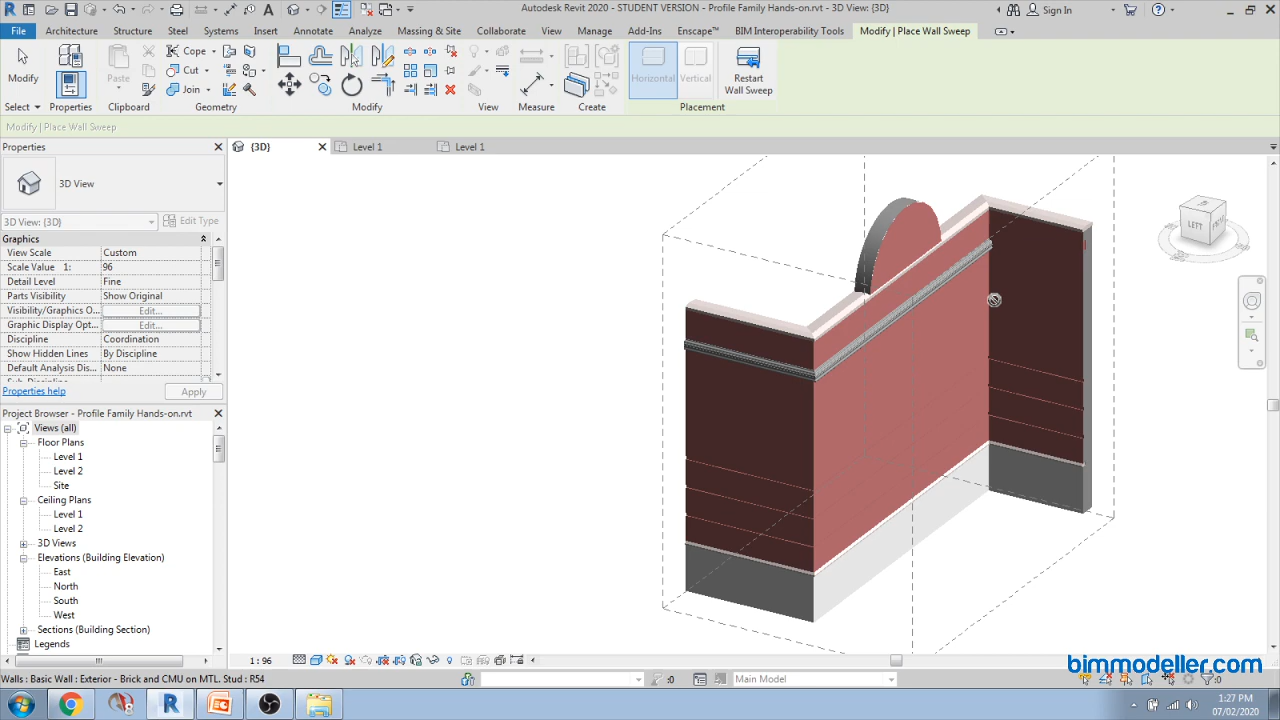 Autodesk Revit 2020 - STUDENT VERSION - Profile Family Hands-on.rvt - 3D View: {3D}
Sign In
File Architecture Structure Steel Systems Insert Annotate Analyze Massing & Site Collaborate View Manage Add-Ins Enscape™ BIM Interoperability Tools Modify | Place Wall Sweep
Modify
Paste
Cope
Cut
Join
Horizontal Vertical
Restart
Wall Sweep
Select Properties Clipboard Geometry Modify View Measure Create Placement
Modify | Place Wall Sweep
Properties
{3D} Level 1 Level 1
3D View
3D View: {3D} Edit Type
Graphics
View Scale Custom
Scale Value 1: 96
Detail Level Fine
Parts Visibility Show Original
Visibility/Graphics O... Edit...
Graphic Display Opt... Edit...
Discipline Coordination
Show Hidden Lines By Discipline
Default Analysis Dis... None
Properties help Apply
Project Browser - Profile Family Hands-on.rvt
Views (all)
Floor Plans
Level 1
Level 2
Site
Ceiling Plans
Level 1
Level 2
3D Views
Elevations (Building Elevation)
East
North
South
West
Sections (Building Section)
Legends
LEFT
1 : 96
bimmodeller.com
Walls : Basic Wall : Exterior - Brick and CMU on MTL. Stud : R54
:0
Main Model
:0
1:27 PM
07/02/2020